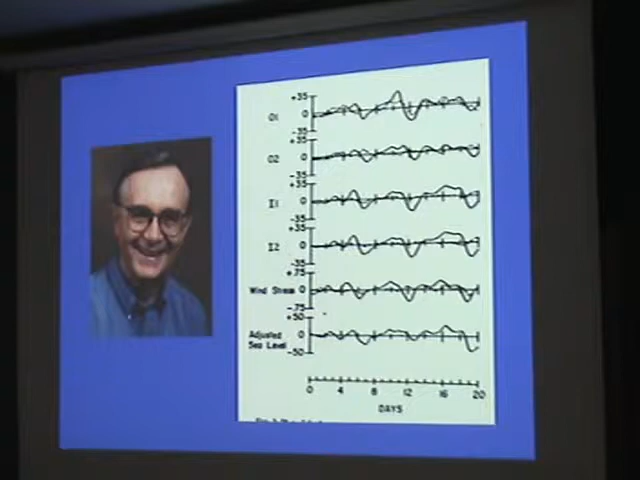 +35
O1 0
-35
+35
O2 0
-35
+35
I1 0
-35
+35
I2 0
-35
+.75
Wind Stress 0
-.75
+50
Adjusted 0
Sea Level -50
0 4 8 12 16 20
DAYS